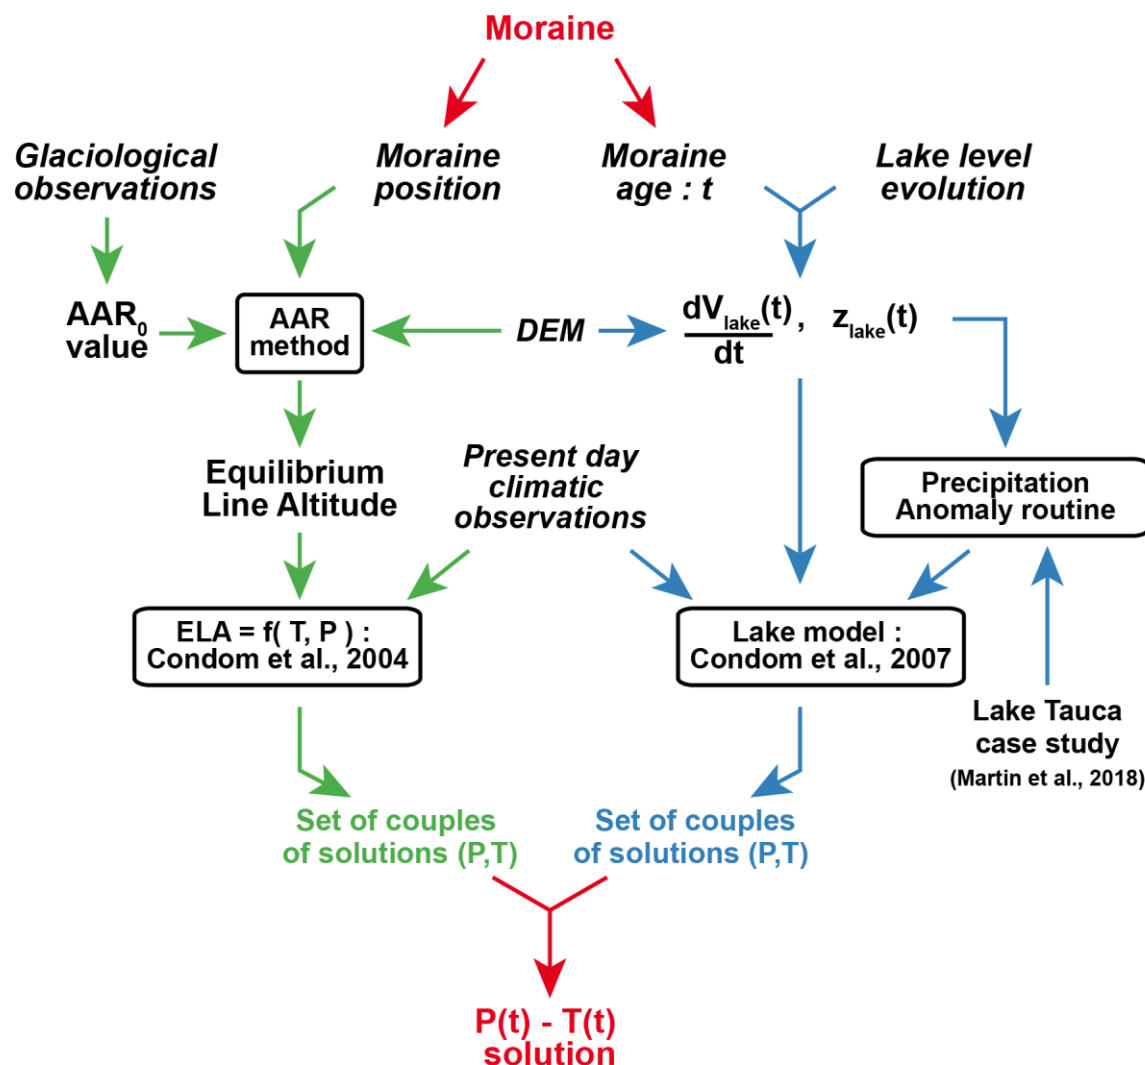 Moraine
Glaciological
observations
Moraine
position
Moraine
age : t
Lake level
evolution
AAR₀
value
AAR
method
DEM
dV_lake(t)
dt
, z_lake(t)
Equilibrium
Line Altitude
Present day
climatic
observations
Precipitation
Anomaly routine
ELA = f( T, P ) :
Condom et al., 2004
Lake model :
Condom et al., 2007
Lake Tauca
case study
(Martin et al., 2018)
Set of couples
of solutions (P,T)
Set of couples
of solutions (P,T)
P(t) - T(t)
solution